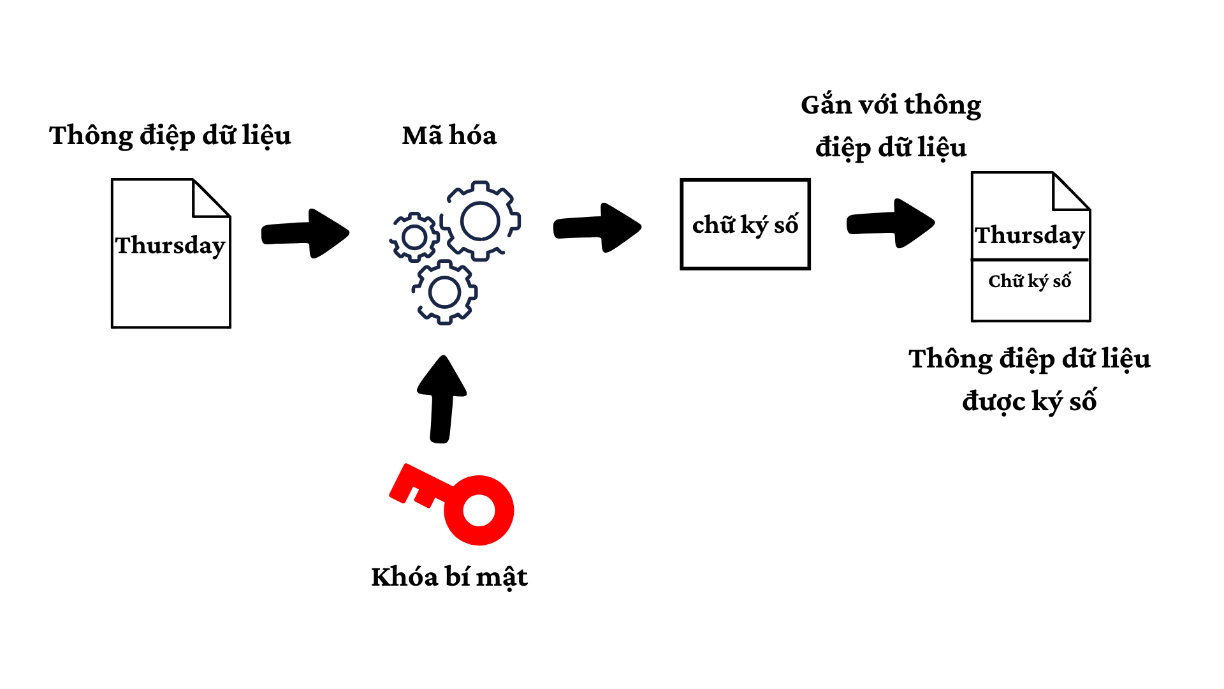 Thông điệp dữ liệu
Thursday
Mã hóa
Khóa bí mật
chữ ký số
Gắn với thông
điệp dữ liệu
Thursday
Chữ ký số
Thông điệp dữ liệu
được ký số